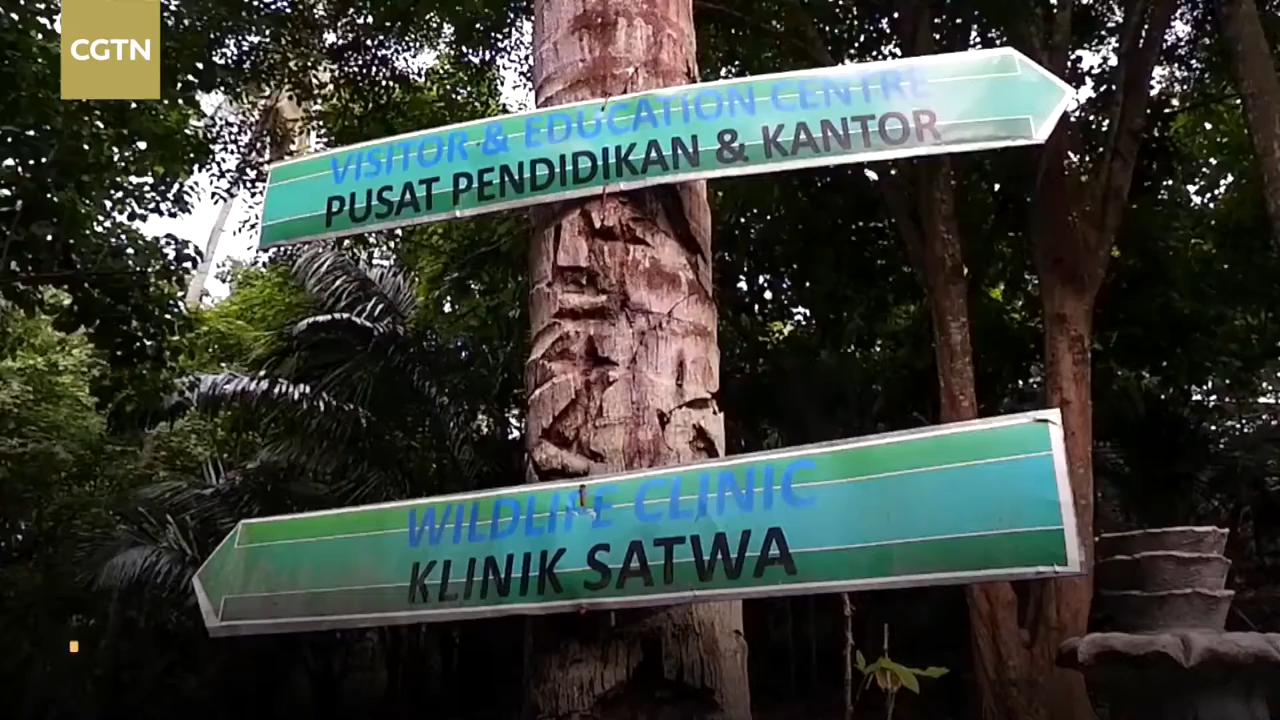 CGTN
VISITOR & EDUCATION CENTRE
PUSAT PENDIDIKAN & KANTOR
WILDLIFE CLINIC
KLINIK SATWA